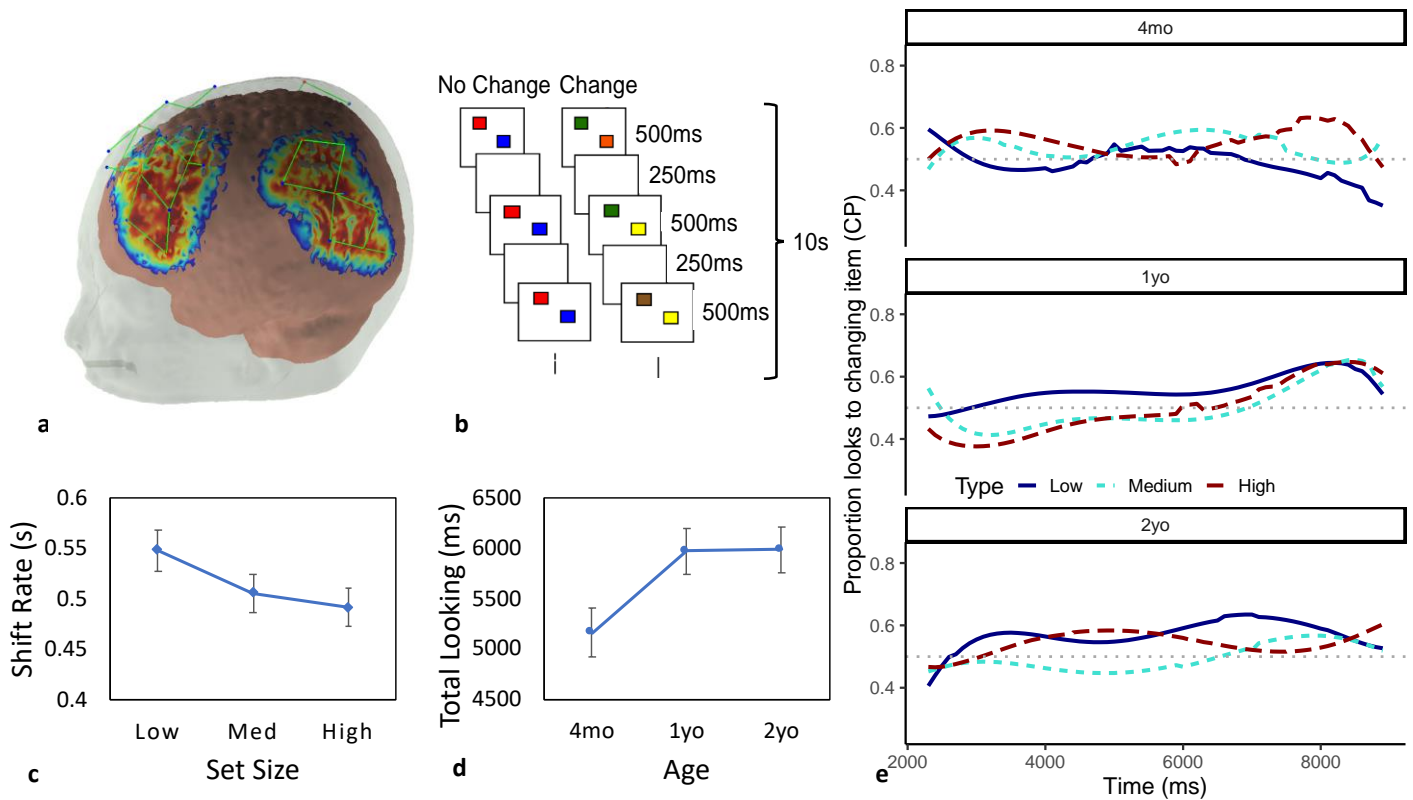 a
No Change Change
500ms
250ms
500ms
250ms
500ms
10s
b
Shift Rate (s)
0.6
0.55
0.5
0.45
0.4
Low Med High
Set Size
c
Total Looking (ms)
6500
6000
5500
5000
4500
4mo 1yo 2yo
Age
d
Proportion looks to changing item (CP)
4mo
0.8
0.6
0.4
1yo
0.8
0.6
0.4
Type Low Medium High
2yo
0.8
0.6
0.4
2000 4000 6000 8000
Time (ms)
e